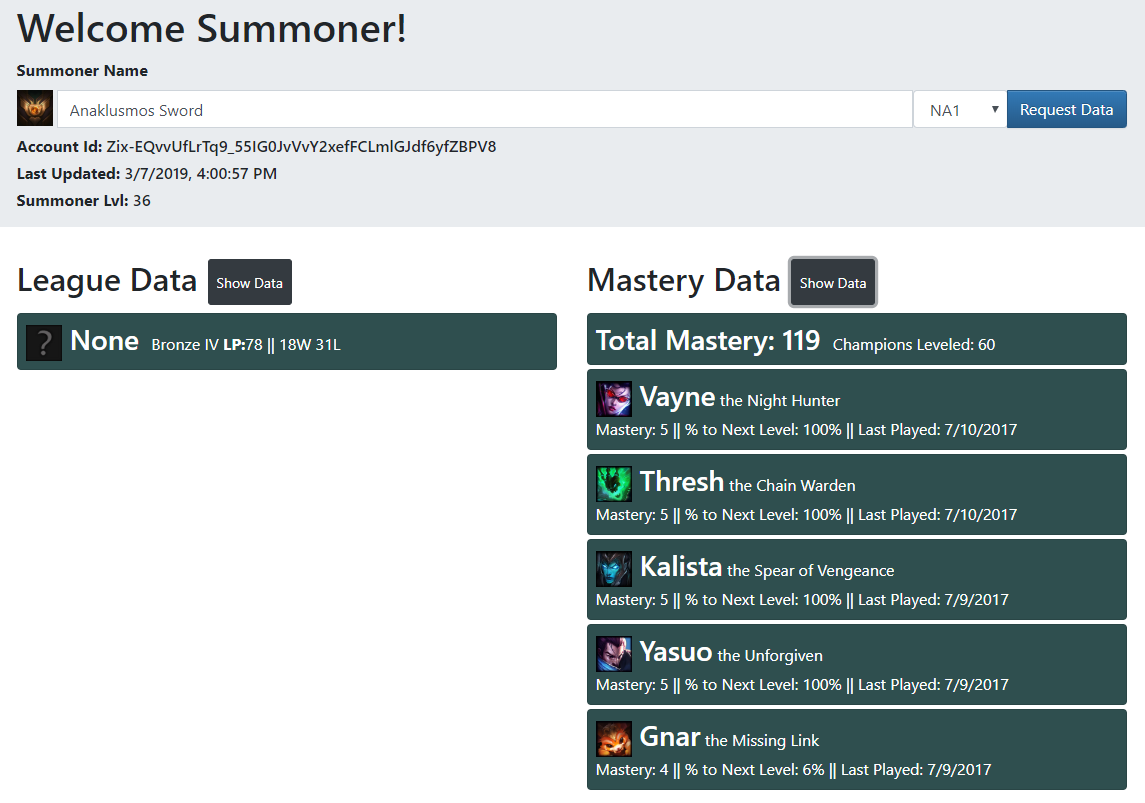 Welcome Summoner!
Summoner Name
Anaklusmos Sword
NA1
Request Data
Account Id: Zix-EQvvUfLrTq9_55IG0JvVvY2xefFCLmlGJdf6yfZBPV8
Last Updated: 3/7/2019, 4:00:57 PM
Summoner Lvl: 36
League Data
Show Data
?
None Bronze IV LP:78 || 18W 31L
Mastery Data
Show Data
Total Mastery: 119 Champions Leveled: 60
Vayne the Night Hunter
Mastery: 5 || % to Next Level: 100% || Last Played: 7/10/2017
Thresh the Chain Warden
Mastery: 5 || % to Next Level: 100% || Last Played: 7/10/2017
Kalista the Spear of Vengeance
Mastery: 5 || % to Next Level: 100% || Last Played: 7/9/2017
Yasuo the Unforgiven
Mastery: 5 || % to Next Level: 100% || Last Played: 7/9/2017
Gnar the Missing Link
Mastery: 4 || % to Next Level: 6% || Last Played: 7/9/2017